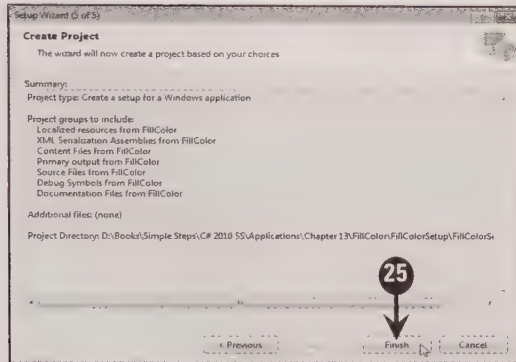 Setup Wizard (5 of 5)
Create Project
The wizard will now create a project based on your choices
Summary:
Project type: Create a setup for a Windows application
Project groups to include:
Localized resources from FillColor
XML Serialization Assemblies from FillColor
Content Files from FillColor
Primary output from FillColor
Source Files from FillColor
Debug Symbols from FillColor
Documentation Files from FillColor
Additional files: (none)
Project Directory: D:\Books\Simple Steps\C# 2010 SS\Applications\Chapter 13\FillColor\FillColorSetup\FillColorSe
25
< Previous
Finish
Cancel